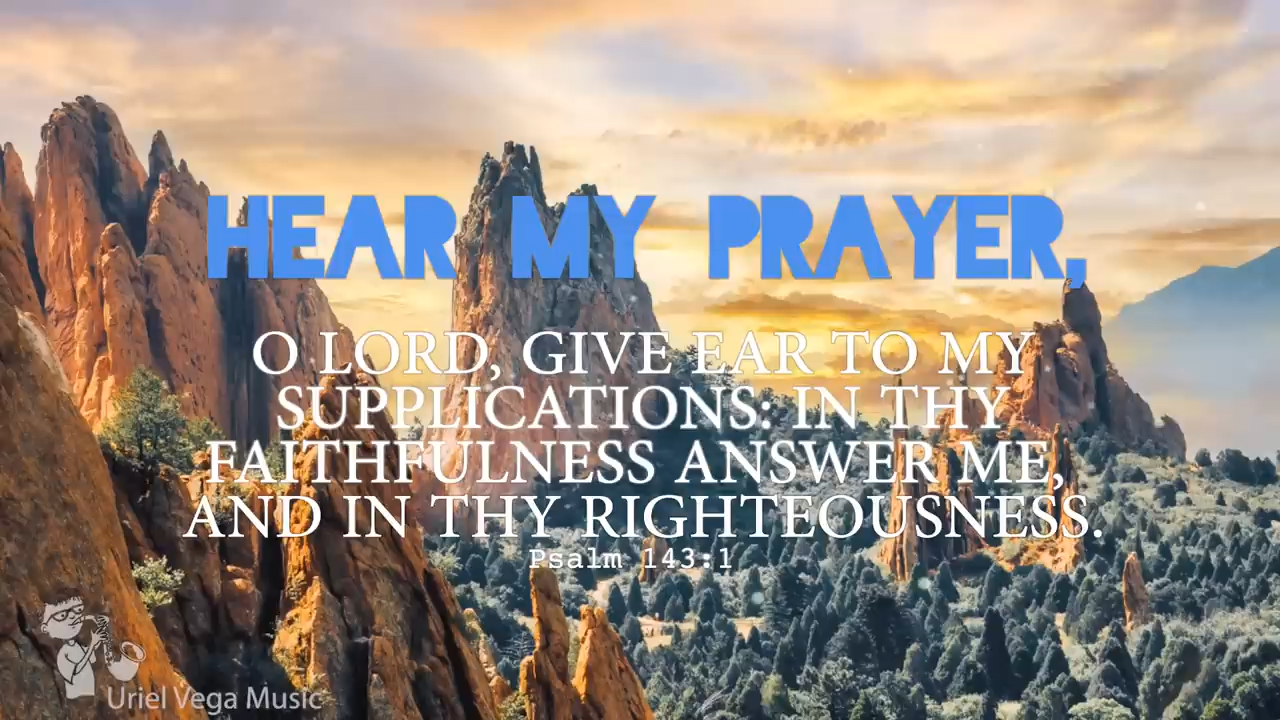 HEAR MY PRAYER,
O LORD, GIVE EAR TO MY
SUPPLICATIONS: IN THY
FAITHFULNESS ANSWER ME,
AND IN THY RIGHTEOUSNESS.
Psalm 143:1
Uriel Vega Music